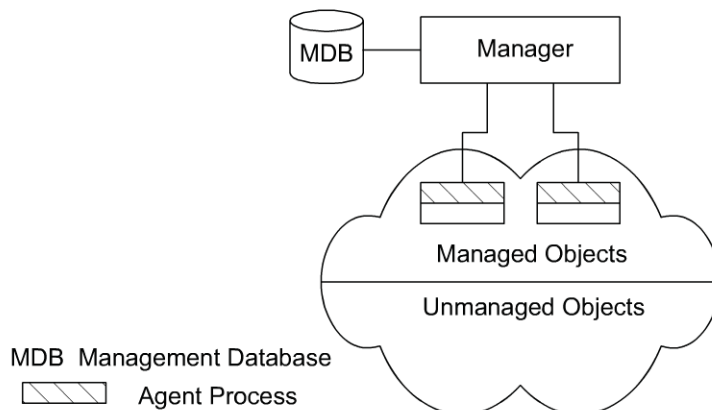 MDB
Manager
Managed Objects
Unmanaged Objects
MDB Management Database
Agent Process